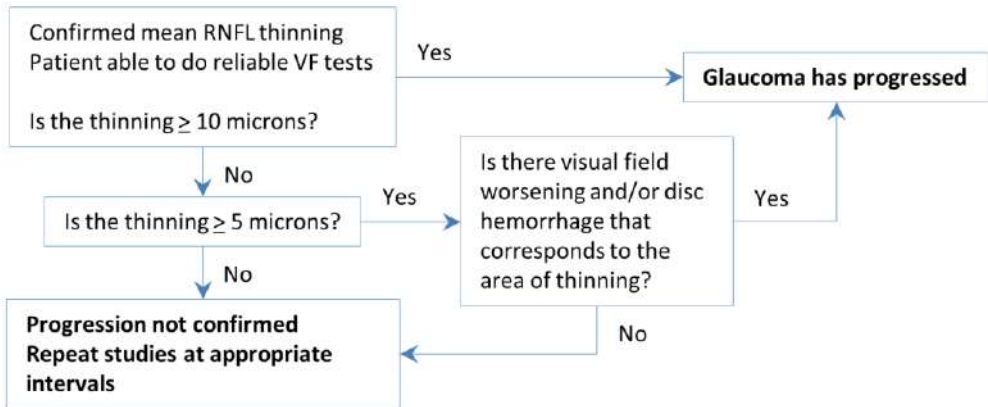 Confirmed mean RNFL thinning
Patient able to do reliable VF tests
Is the thinning ≥ 10 microns?
Yes
Glaucoma has progressed
No
Is the thinning ≥ 5 microns?
Yes
Is there visual field
worsening and/or disc
hemorrhage that
corresponds to the
area of thinning?
Yes
No
No
Progression not confirmed
Repeat studies at appropriate
intervals